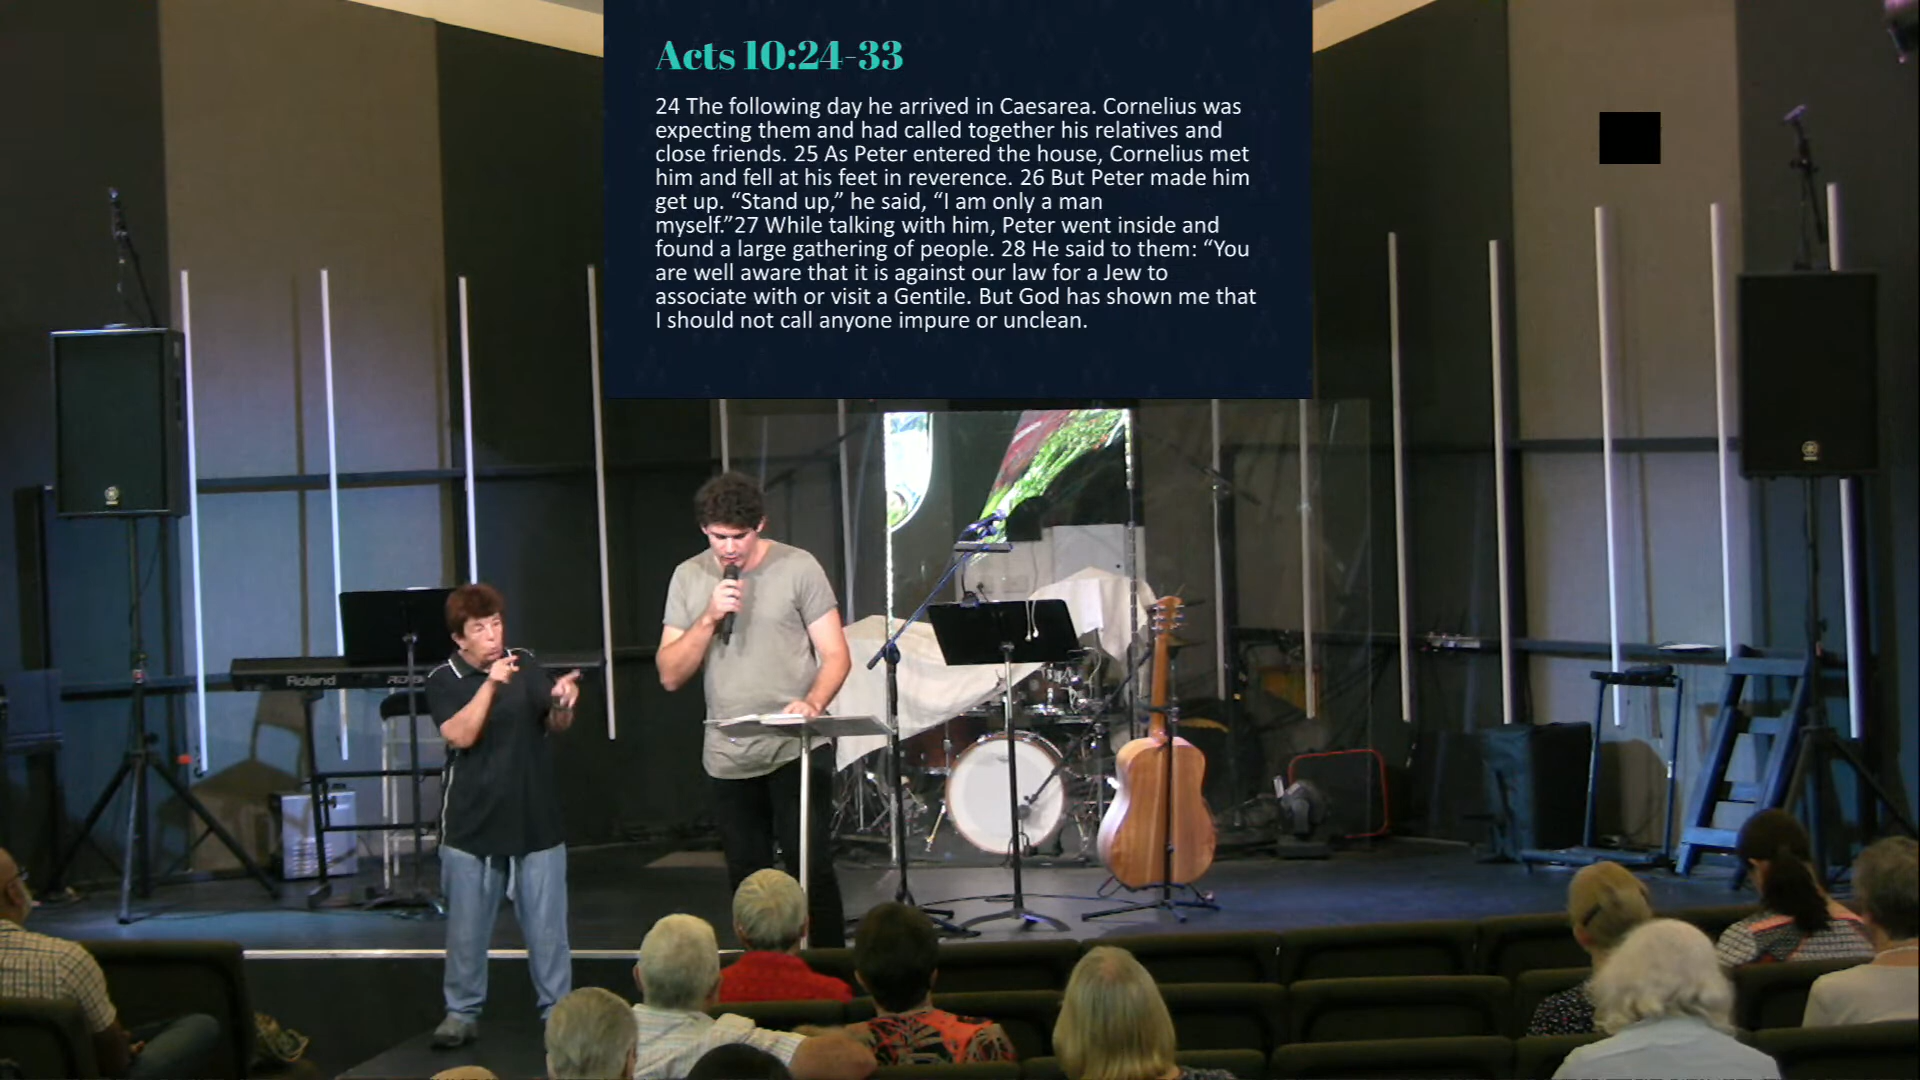 Acts 10:24-33
24 The following day he arrived in Caesarea. Cornelius was
expecting them and had called together his relatives and
close friends. 25 As Peter entered the house, Cornelius met
him and fell at his feet in reverence. 26 But Peter made him
get up. “Stand up,” he said, “I am only a man
myself.”27 While talking with him, Peter went inside and
found a large gathering of people. 28 He said to them: “You
are well aware that it is against our law for a Jew to
associate with or visit a Gentile. But God has shown me that
I should not call anyone impure or unclean.
Roland